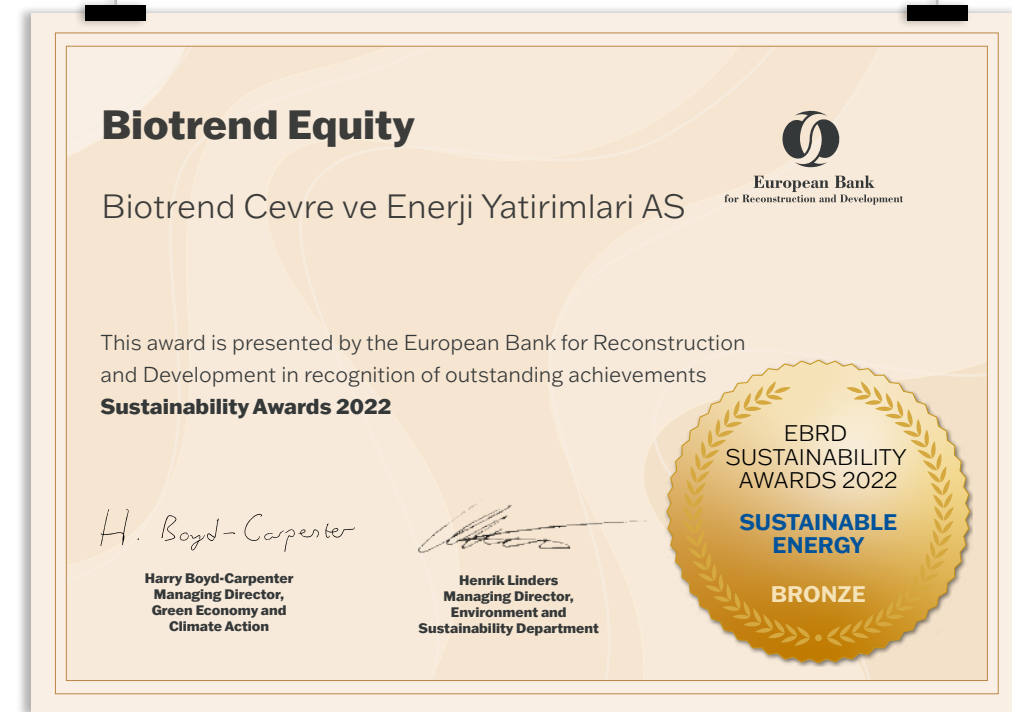 Biotrend Equity
Biotrend Cevre ve Enerji Yatirimlari AS
European Bank
for Reconstruction and Development
This award is presented by the European Bank for Reconstruction
and Development in recognition of outstanding achievements
Sustainability Awards 2022
EBRD
SUSTAINABILITY
AWARDS 2022
SUSTAINABLE
ENERGY
BRONZE
H. Boyd-Carpenter
Harry Boyd-Carpenter
Managing Director,
Green Economy and
Climate Action
Henrik Linders
Managing Director,
Environment and
Sustainability Department